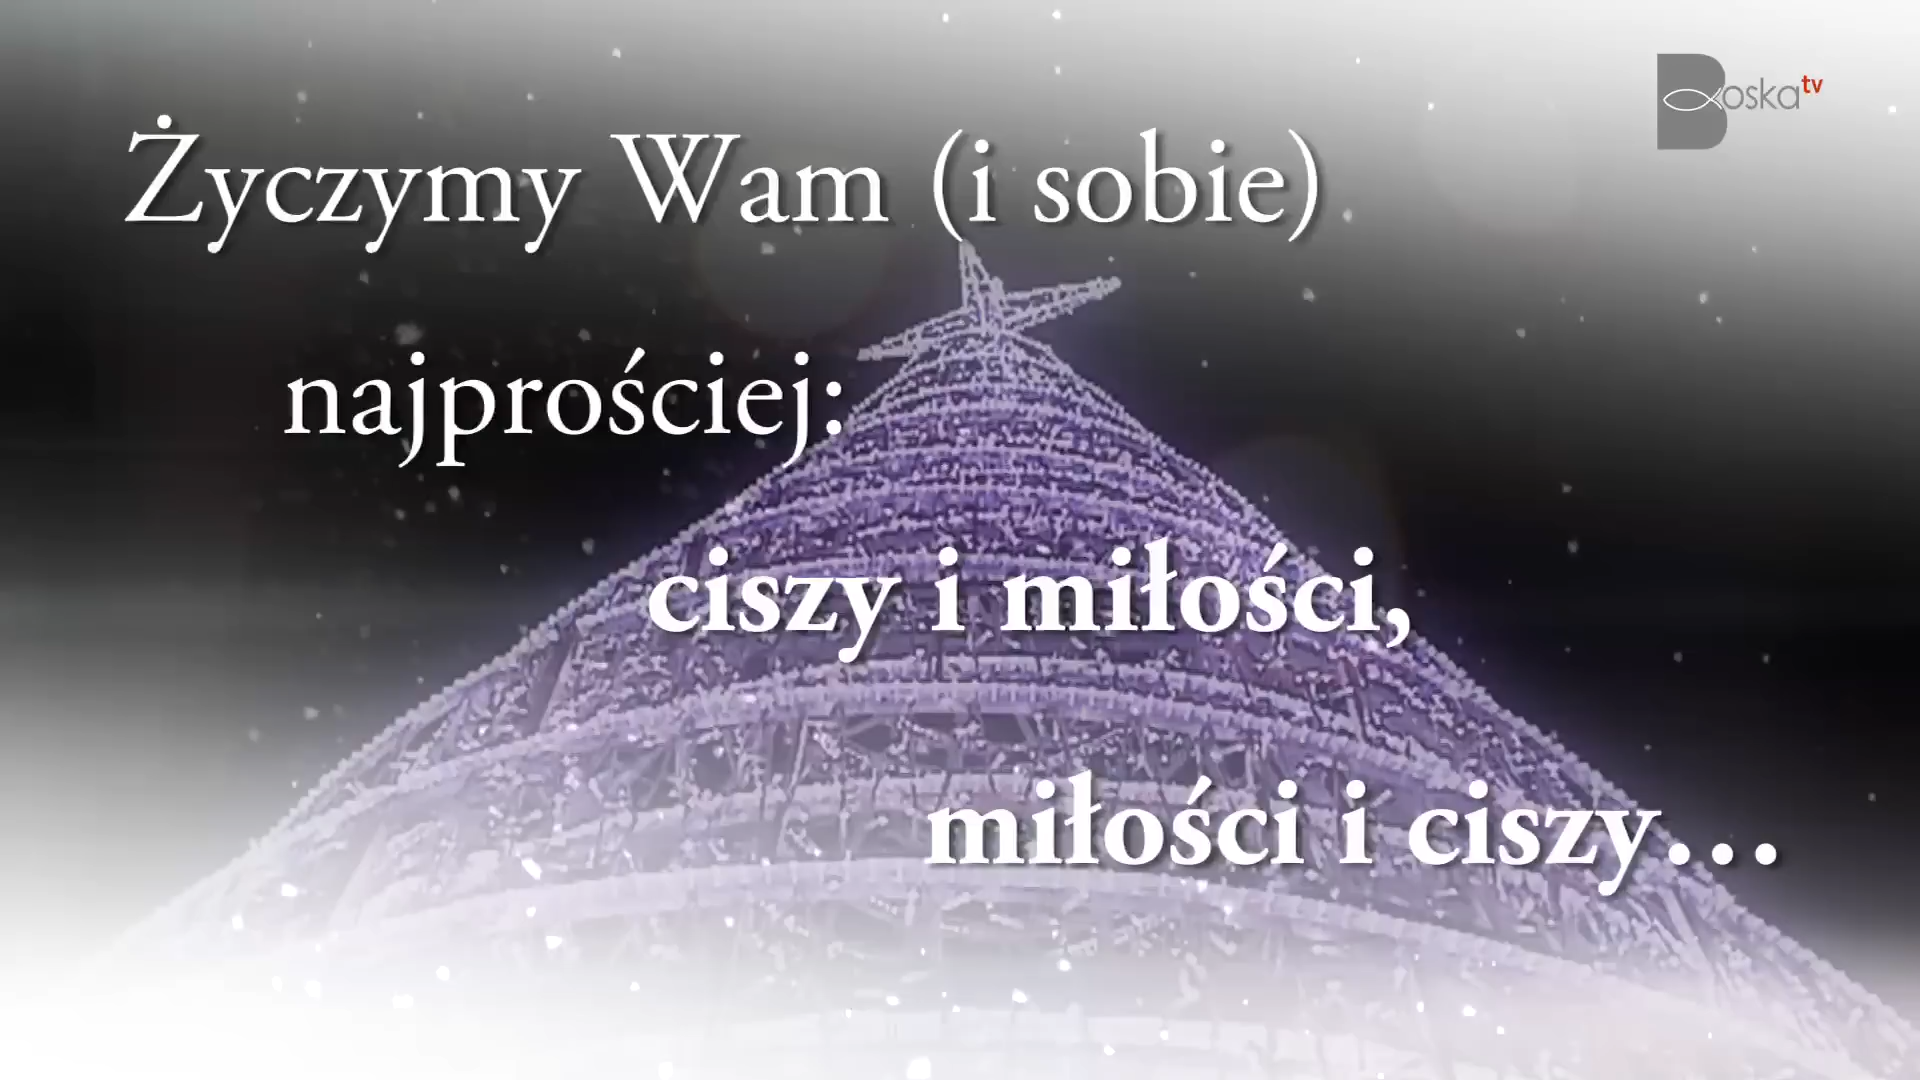 Boska tv
Życzymy Wam (i sobie)
najprościej:
ciszy i miłości,
miłości i ciszy...